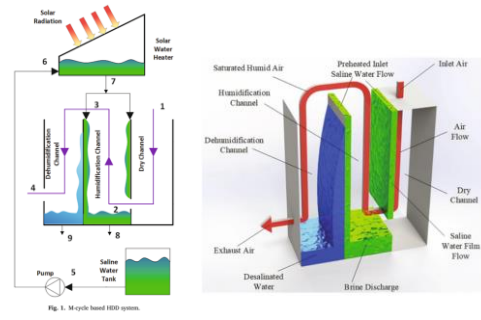 Solar
Radiation
Solar
Water
Heater
6
7
3
1
Dehumidification
Channel
Humidification Channel
Dry Channel
4
2
9
8
Pump
5
Saline
Water
Tank
Fig. 1. M-cycle based HDD system.
Saturated Humid Air
Preheated Inlet
Saline Water Flow
Inlet Air
Humidification
Channel
Dehumidification
Channel
Air
Flow
Dry
Channel
Saline
Water Film
Flow
Exhaust Air
Desalinated
Water
Brine Discharge